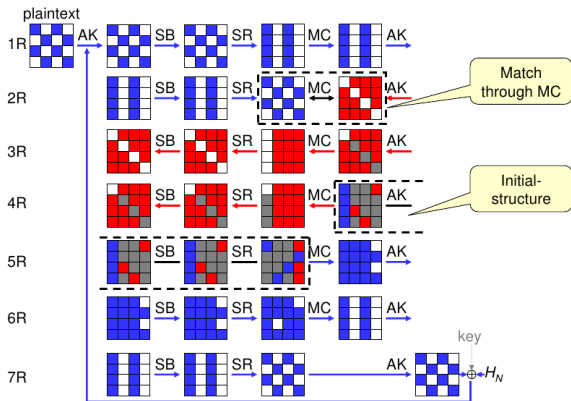 plaintext
AK SB SR MC AK
1R
2R SB SR MC AK
Match
through MC
3R SB SR MC AK
4R SB SR MC AK
Initial-
structure
5R SB SR MC AK
6R SB SR MC AK
7R SB SR AK
key
H_N